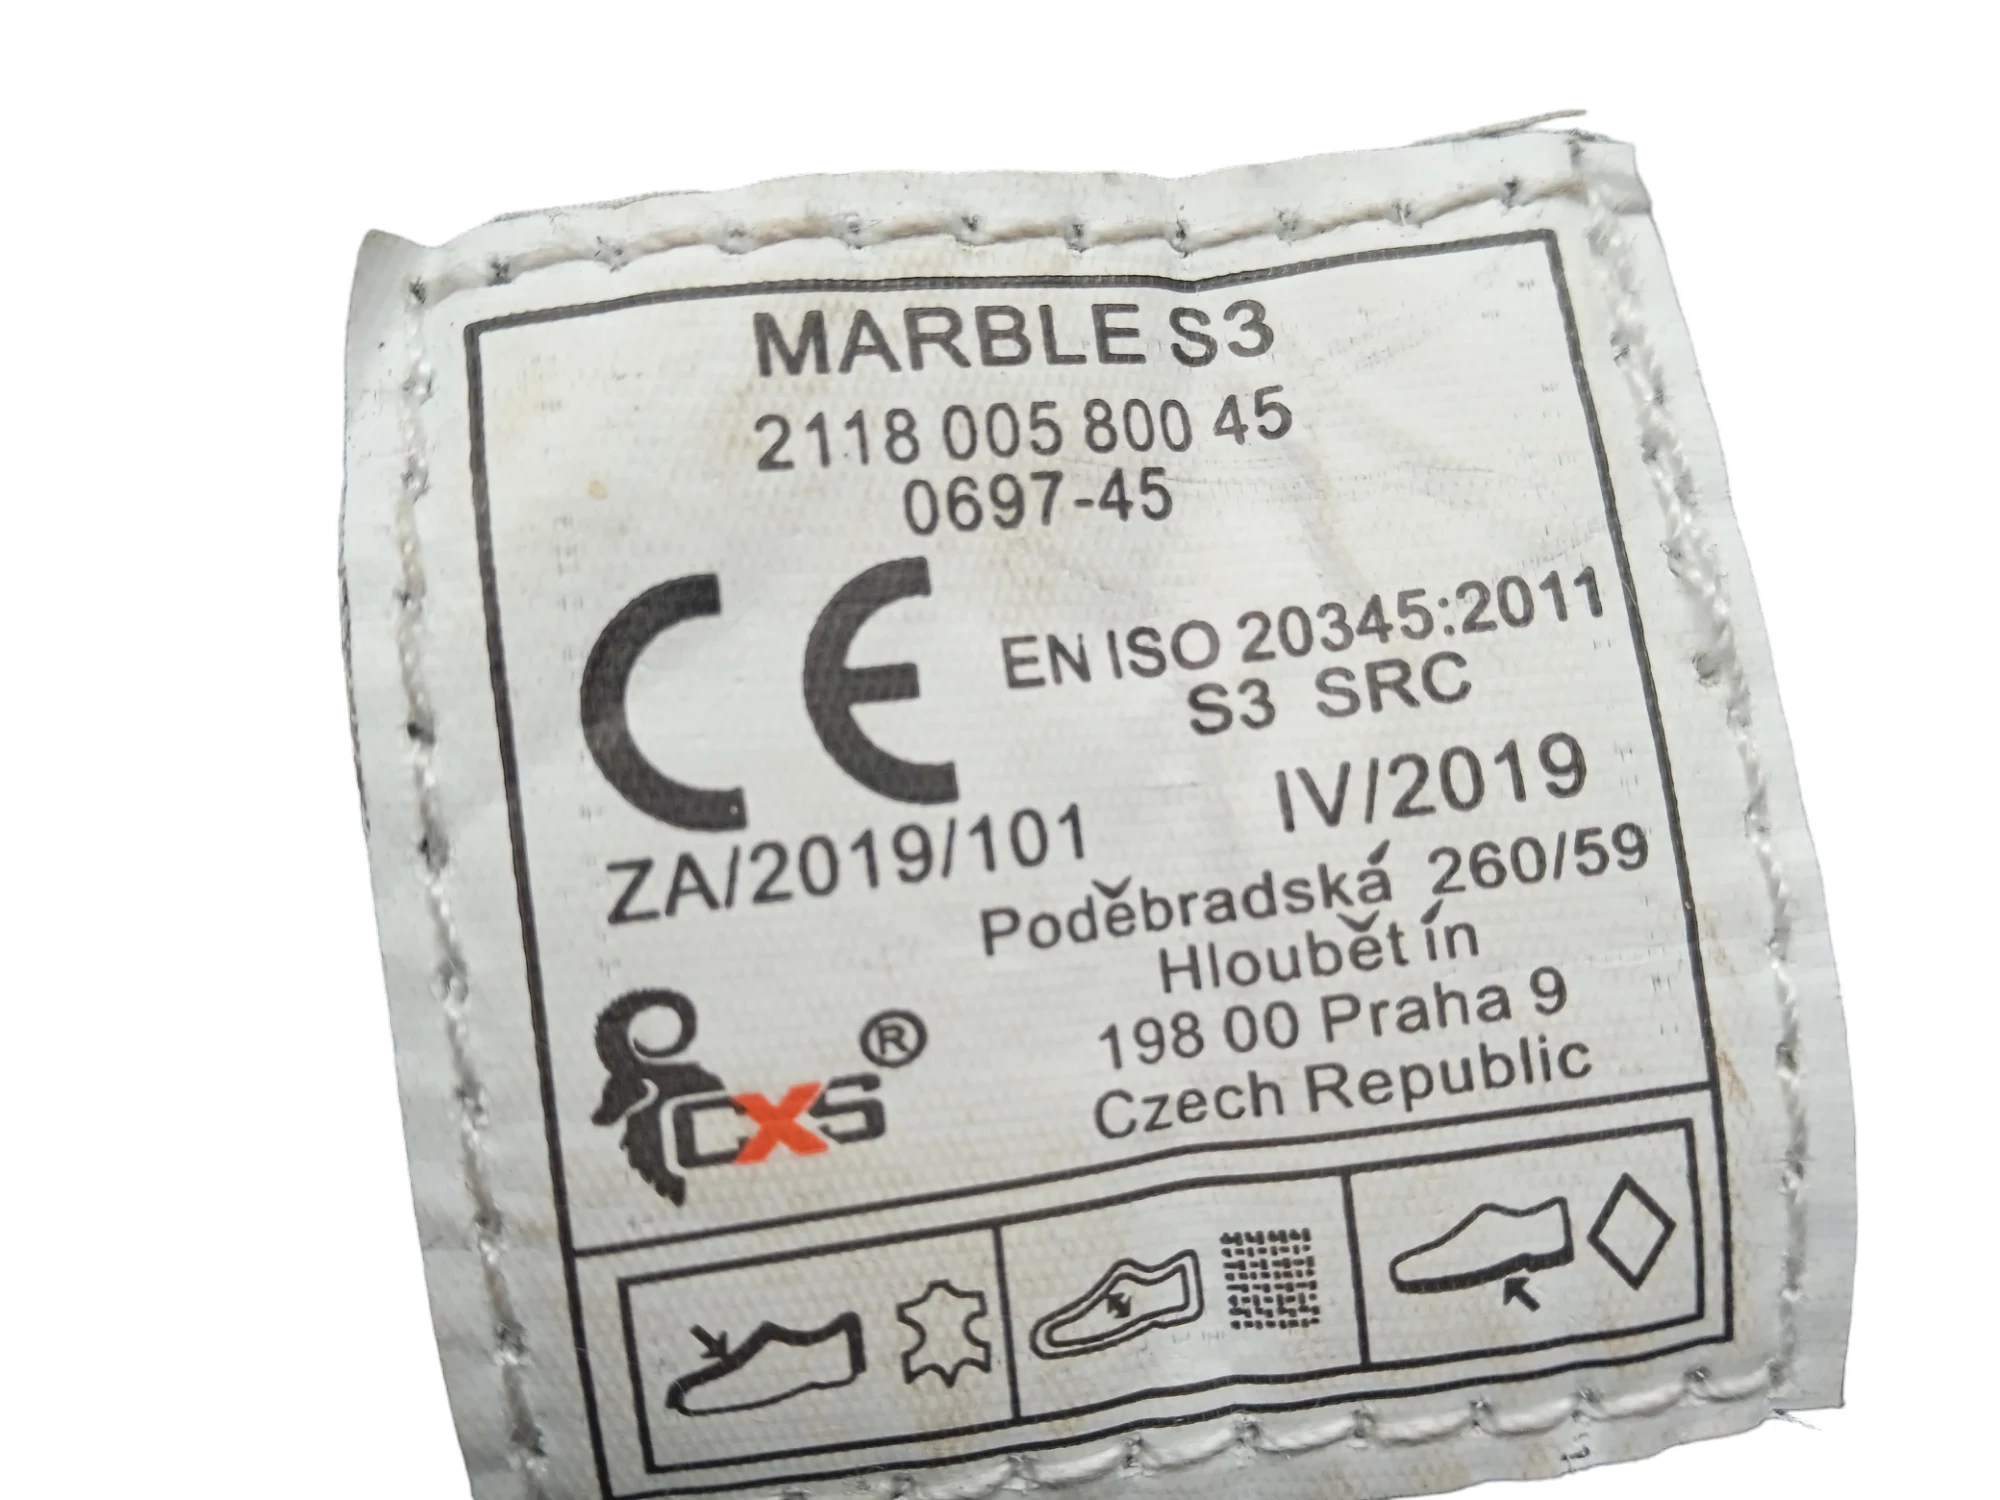 MARBLE S3
2118 005 800 45
0697-45
CE
EN ISO 20345:2011
S3 SRC
IV/2019
ZA/2019/101
Poděbradská 260/59
Hloubětín
198 00 Praha 9
Czech Republic
CXS®